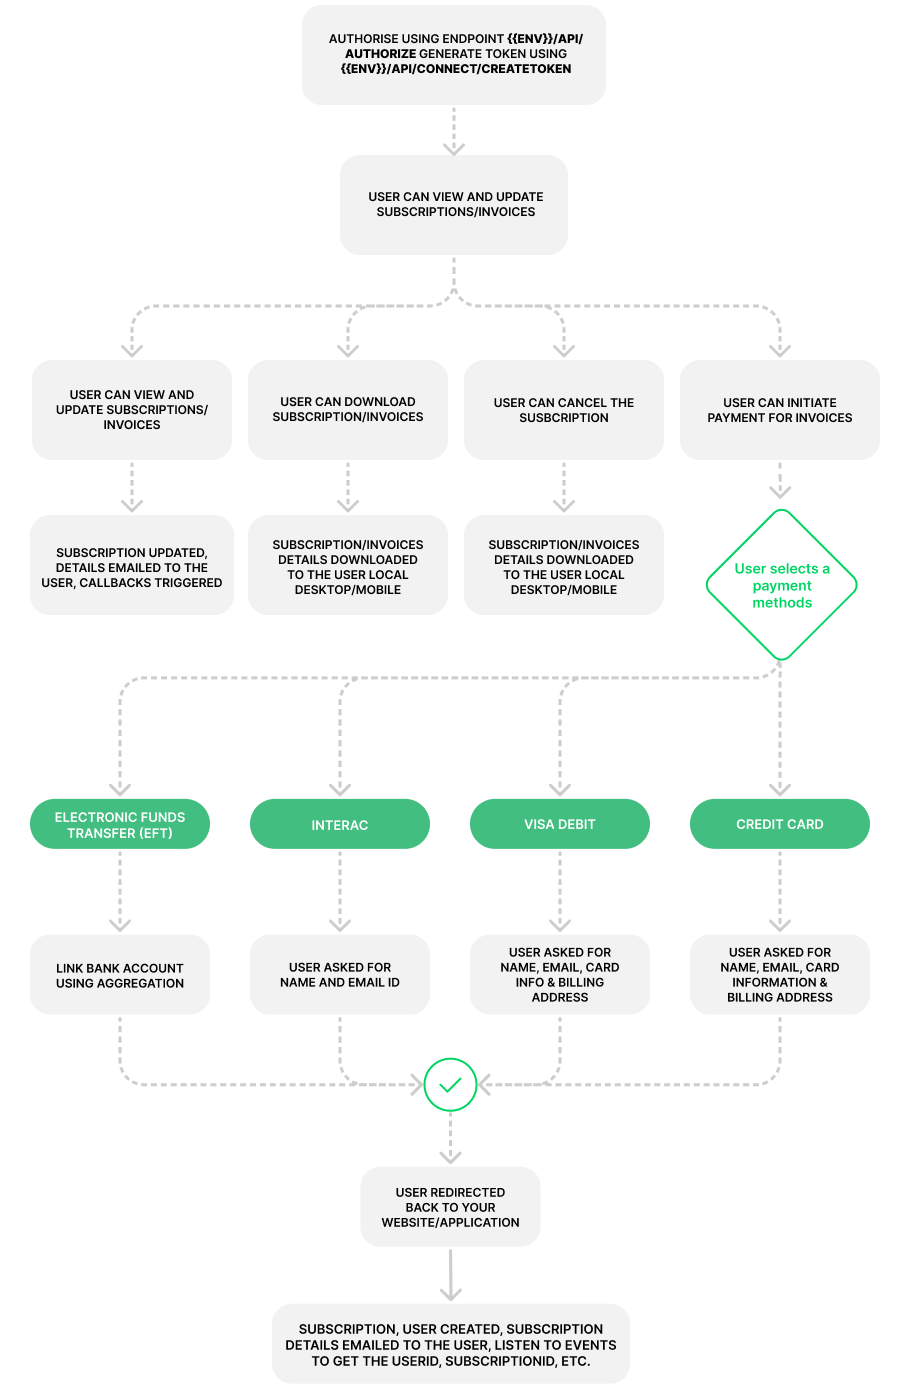 AUTHORISE USING ENDPOINT {{ENV}}/API/
AUTHORIZE GENERATE TOKEN USING
{{ENV}}/API/CONNECT/CREATETOKEN
USER CAN VIEW AND UPDATE
SUBSCRIPTIONS/INVOICES
USER CAN VIEW AND
UPDATE SUBSCRIPTIONS/
INVOICES
USER CAN DOWNLOAD
SUBSCRIPTION/INVOICES
USER CAN CANCEL THE
SUSBCRIPTION
USER CAN INITIATE
PAYMENT FOR INVOICES
SUBSCRIPTION UPDATED,
DETAILS EMAILED TO THE
USER, CALLBACKS TRIGGERED
SUBSCRIPTION/INVOICES
DETAILS DOWNLOADED
TO THE USER LOCAL
DESKTOP/MOBILE
SUBSCRIPTION/INVOICES
DETAILS DOWNLOADED
TO THE USER LOCAL
DESKTOP/MOBILE
User selects a
payment
methods
ELECTRONIC FUNDS
TRANSFER (EFT)
INTERAC
VISA DEBIT
CREDIT CARD
LINK BANK ACCOUNT
USING AGGREGATION
USER ASKED FOR
NAME AND EMAIL ID
USER ASKED FOR
NAME, EMAIL, CARD
INFO & BILLING
ADDRESS
USER ASKED FOR
NAME, EMAIL, CARD
INFORMATION &
BILLING ADDRESS
USER REDIRECTED
BACK TO YOUR
WEBSITE/APPLICATION
SUBSCRIPTION, USER CREATED, SUBSCRIPTION
DETAILS EMAILED TO THE USER, LISTEN TO EVENTS
TO GET THE USERID, SUBSCRIPTIONID, ETC.